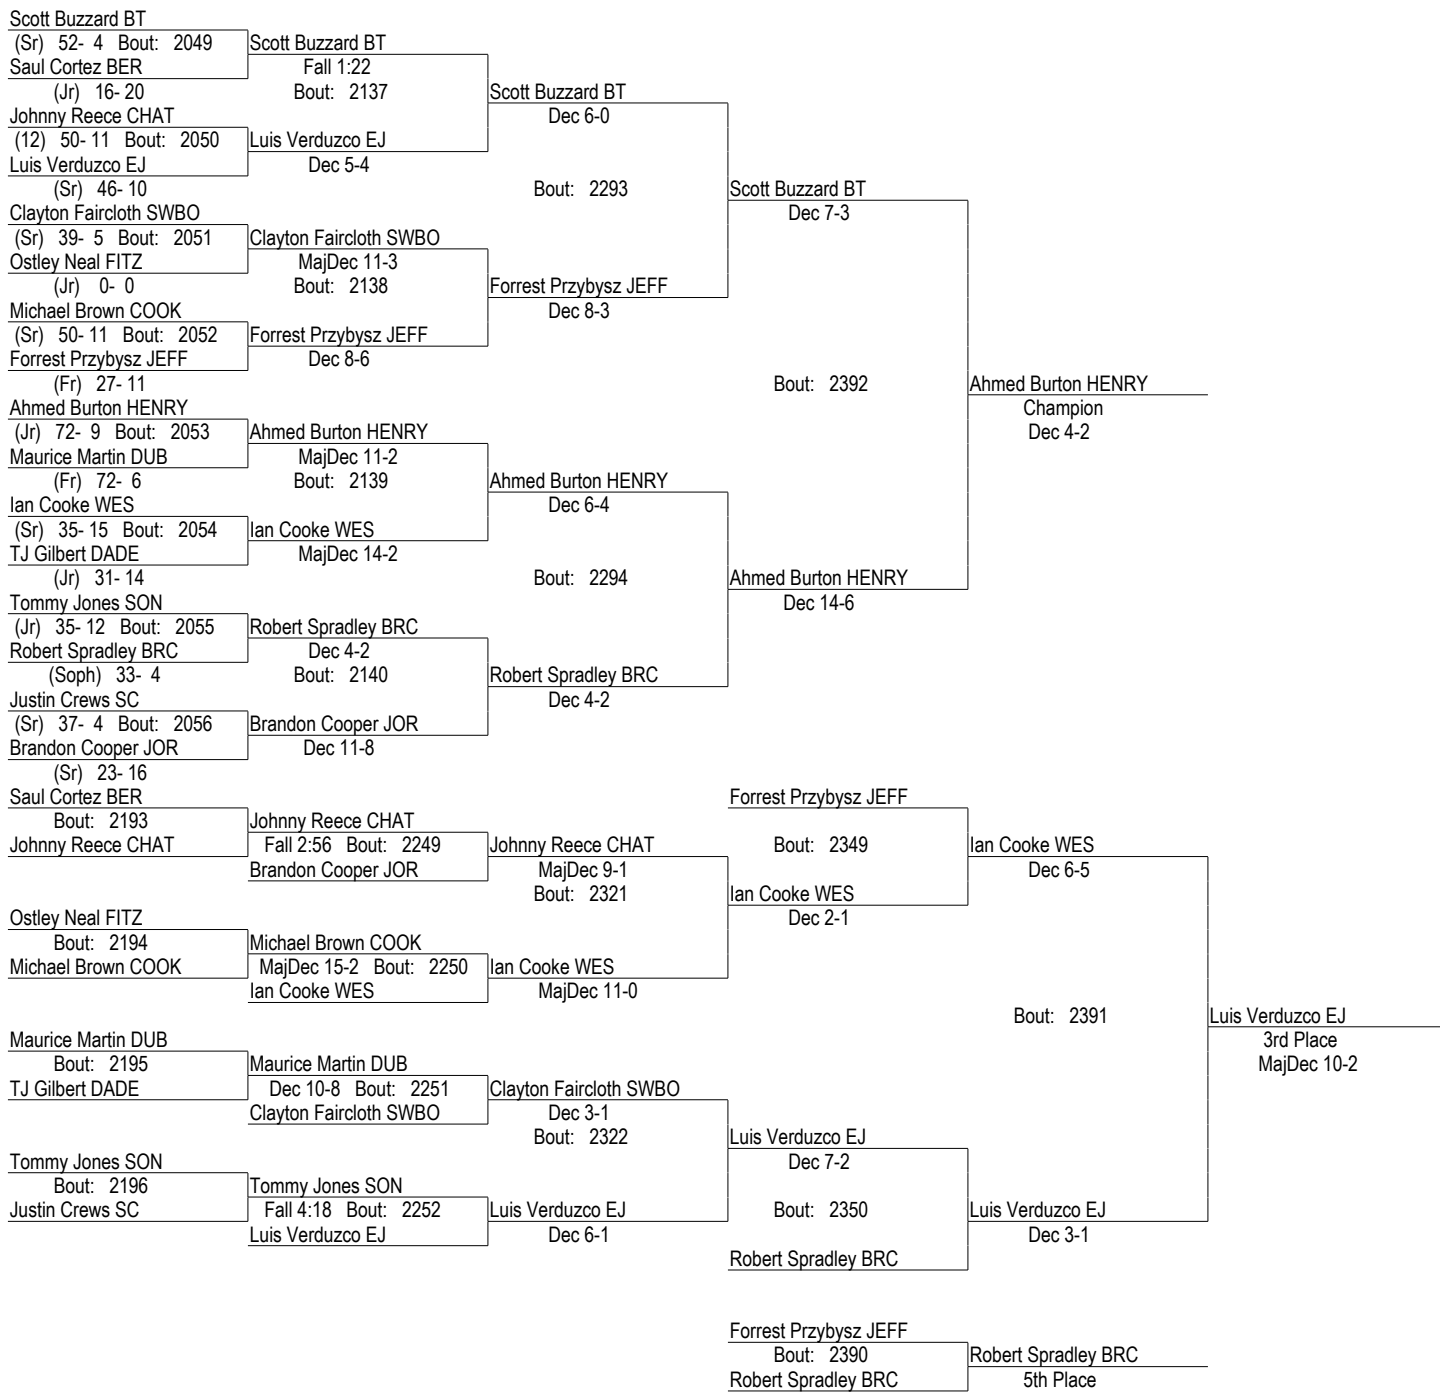 Scott Buzzard BT
(Sr) 52- 4 Bout: 2049 Scott Buzzard BT
Saul Cortez BER Fall 1:22
(Jr) 16- 20 Bout: 2137 Scott Buzzard BT
Johnny Reece CHAT Dec 6-0
(12) 50- 11 Bout: 2050 Luis Verduzco EJ
Luis Verduzco EJ Dec 5-4
(Sr) 46- 10 Bout: 2293 Scott Buzzard BT
Clayton Faircloth SWBO Dec 7-3
(Sr) 39- 5 Bout: 2051 Clayton Faircloth SWBO
Ostley Neal FITZ MajDec 11-3
(Jr) 0- 0 Bout: 2138 Forrest Przybysz JEFF
Michael Brown COOK Dec 8-3
(Sr) 50- 11 Bout: 2052 Forrest Przybysz JEFF
Forrest Przybysz JEFF Dec 8-6
(Fr) 27- 11 Bout: 2392 Ahmed Burton HENRY
Ahmed Burton HENRY Champion
(Jr) 72- 9 Bout: 2053 Ahmed Burton HENRY Dec 4-2
Maurice Martin DUB MajDec 11-2
(Fr) 72- 6 Bout: 2139 Ahmed Burton HENRY
Ian Cooke WES Dec 6-4
(Sr) 35- 15 Bout: 2054 Ian Cooke WES
TJ Gilbert DADE MajDec 14-2
(Jr) 31- 14 Bout: 2294 Ahmed Burton HENRY
Tommy Jones SON Dec 14-6
(Jr) 35- 12 Bout: 2055 Robert Spradley BRC
Robert Spradley BRC Dec 4-2
(Soph) 33- 4 Bout: 2140 Robert Spradley BRC
Justin Crews SC Dec 4-2
(Sr) 37- 4 Bout: 2056 Brandon Cooper JOR
Brandon Cooper JOR Dec 11-8
(Sr) 23- 16
Saul Cortez BER Forrest Przybysz JEFF
Bout: 2193 Johnny Reece CHAT
Johnny Reece CHAT Fall 2:56 Bout: 2249 Johnny Reece CHAT Bout: 2349 Ian Cooke WES
Brandon Cooper JOR MajDec 9-1 Dec 6-5
Bout: 2321 Ian Cooke WES
Ostley Neal FITZ Dec 2-1
Bout: 2194 Michael Brown COOK
Michael Brown COOK MajDec 15-2 Bout: 2250 Ian Cooke WES
Ian Cooke WES MajDec 11-0
Bout: 2391 Luis Verduzco EJ
Maurice Martin DUB 3rd Place
Bout: 2195 Maurice Martin DUB MajDec 10-2
TJ Gilbert DADE Dec 10-8 Bout: 2251 Clayton Faircloth SWBO
Clayton Faircloth SWBO Dec 3-1
Bout: 2322 Luis Verduzco EJ
Tommy Jones SON Dec 7-2
Bout: 2196 Tommy Jones SON
Justin Crews SC Fall 4:18 Bout: 2252 Luis Verduzco EJ Bout: 2350 Luis Verduzco EJ
Luis Verduzco EJ Dec 6-1 Dec 3-1
Robert Spradley BRC
Forrest Przybysz JEFF
Bout: 2390 Robert Spradley BRC
Robert Spradley BRC 5th Place